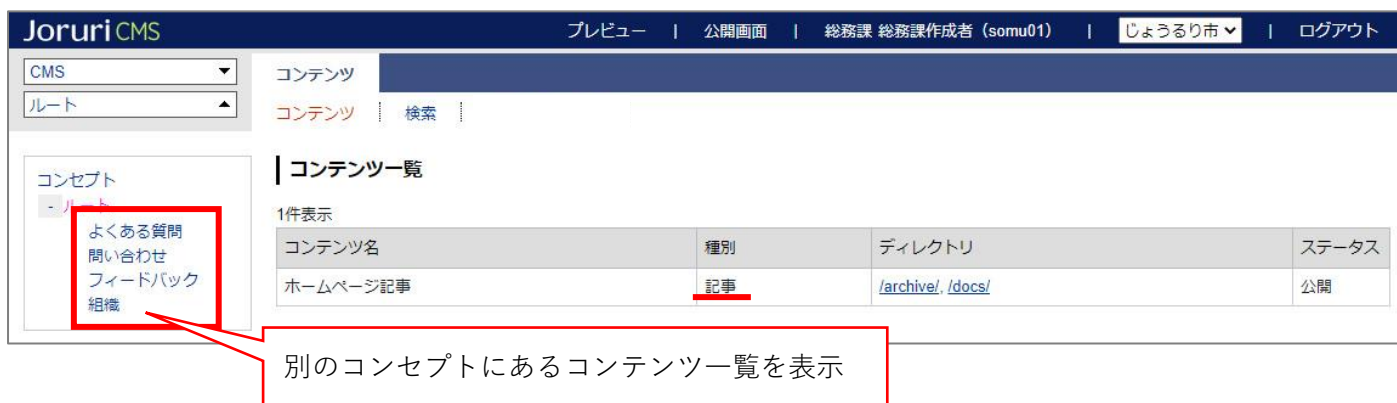 Joruri CMS プレビュー | 公開画面 | 総務課 総務課作成者（somu01） | じょうるり市 | ログアウト
CMS
ルート
コンテンツ
コンテンツ 検索
コンセプト
- ルート
よくある質問
問い合わせ
フィードバック
組織
コンテンツ一覧
1件表示
コンテンツ名 種別 ディレクトリ ステータス
ホームページ記事 記事 /archive/, /docs/ 公開
別のコンセプトにあるコンテンツ一覧を表示